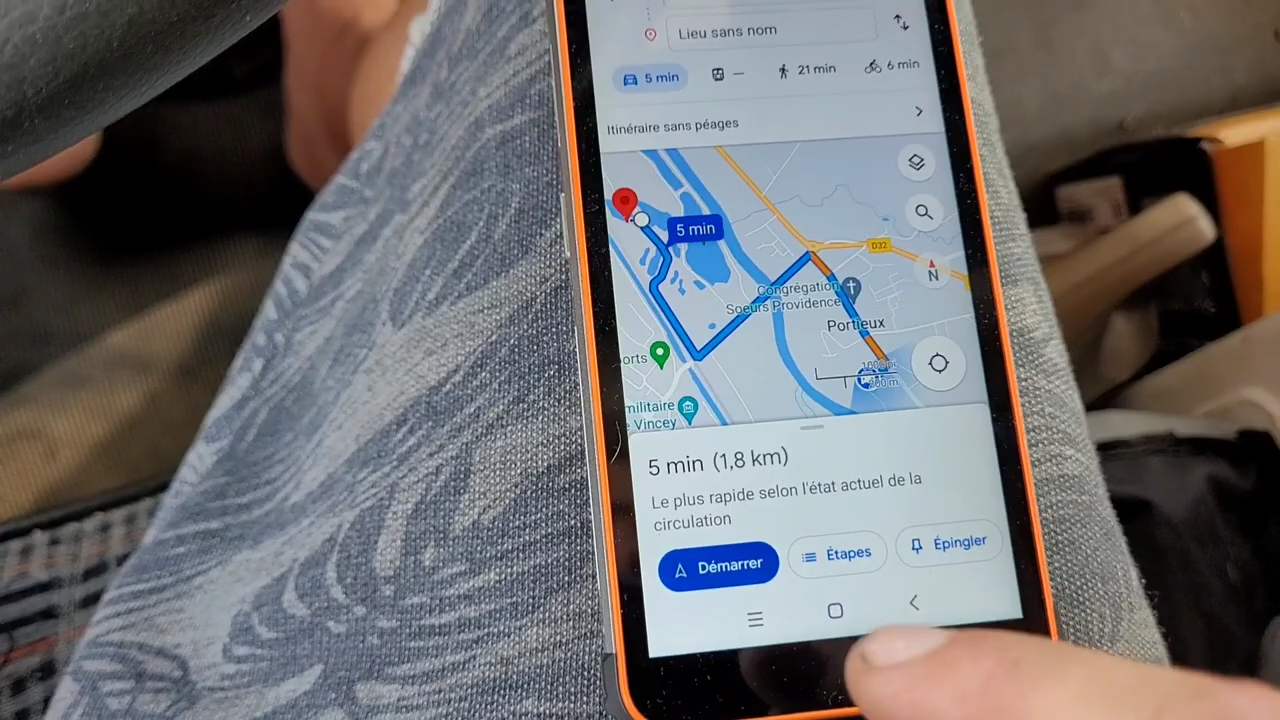 Lieu sans nom
5 min
—
21 min
6 min
Itinéraire sans péages
5 min
D32
N
Congrégation
Soeurs Providence
Portieux
orts
1000 pi
militaire
Vincey
5 min (1,8 km)
Le plus rapide selon l'état actuel de la
circulation
Démarrer
Étapes
Épingler